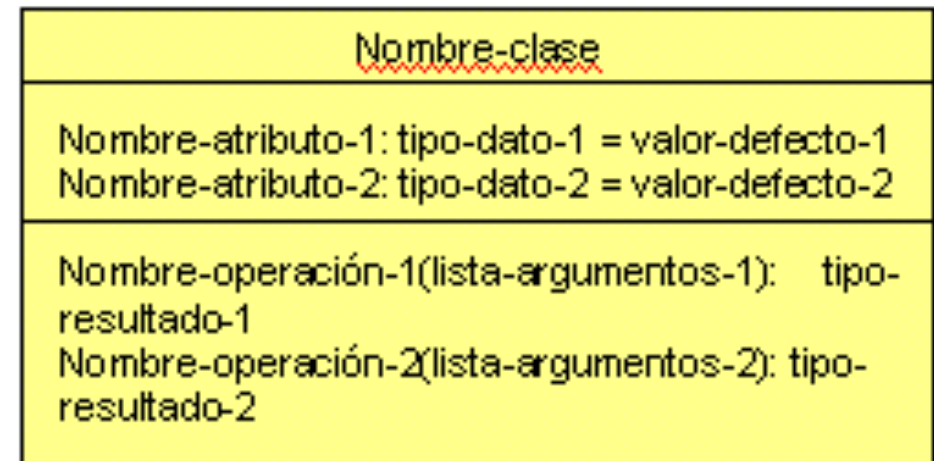 Nombre-clase
Nombre-atributo-1: tipo-dato-1 = valor-defecto-1
Nombre-atributo-2: tipo-dato-2 = valor-defecto-2
Nombre-operación-1(lista-argumentos-1): tipo-
resultado-1
Nombre-operación-2(lista-argumentos-2): tipo-
resultado-2